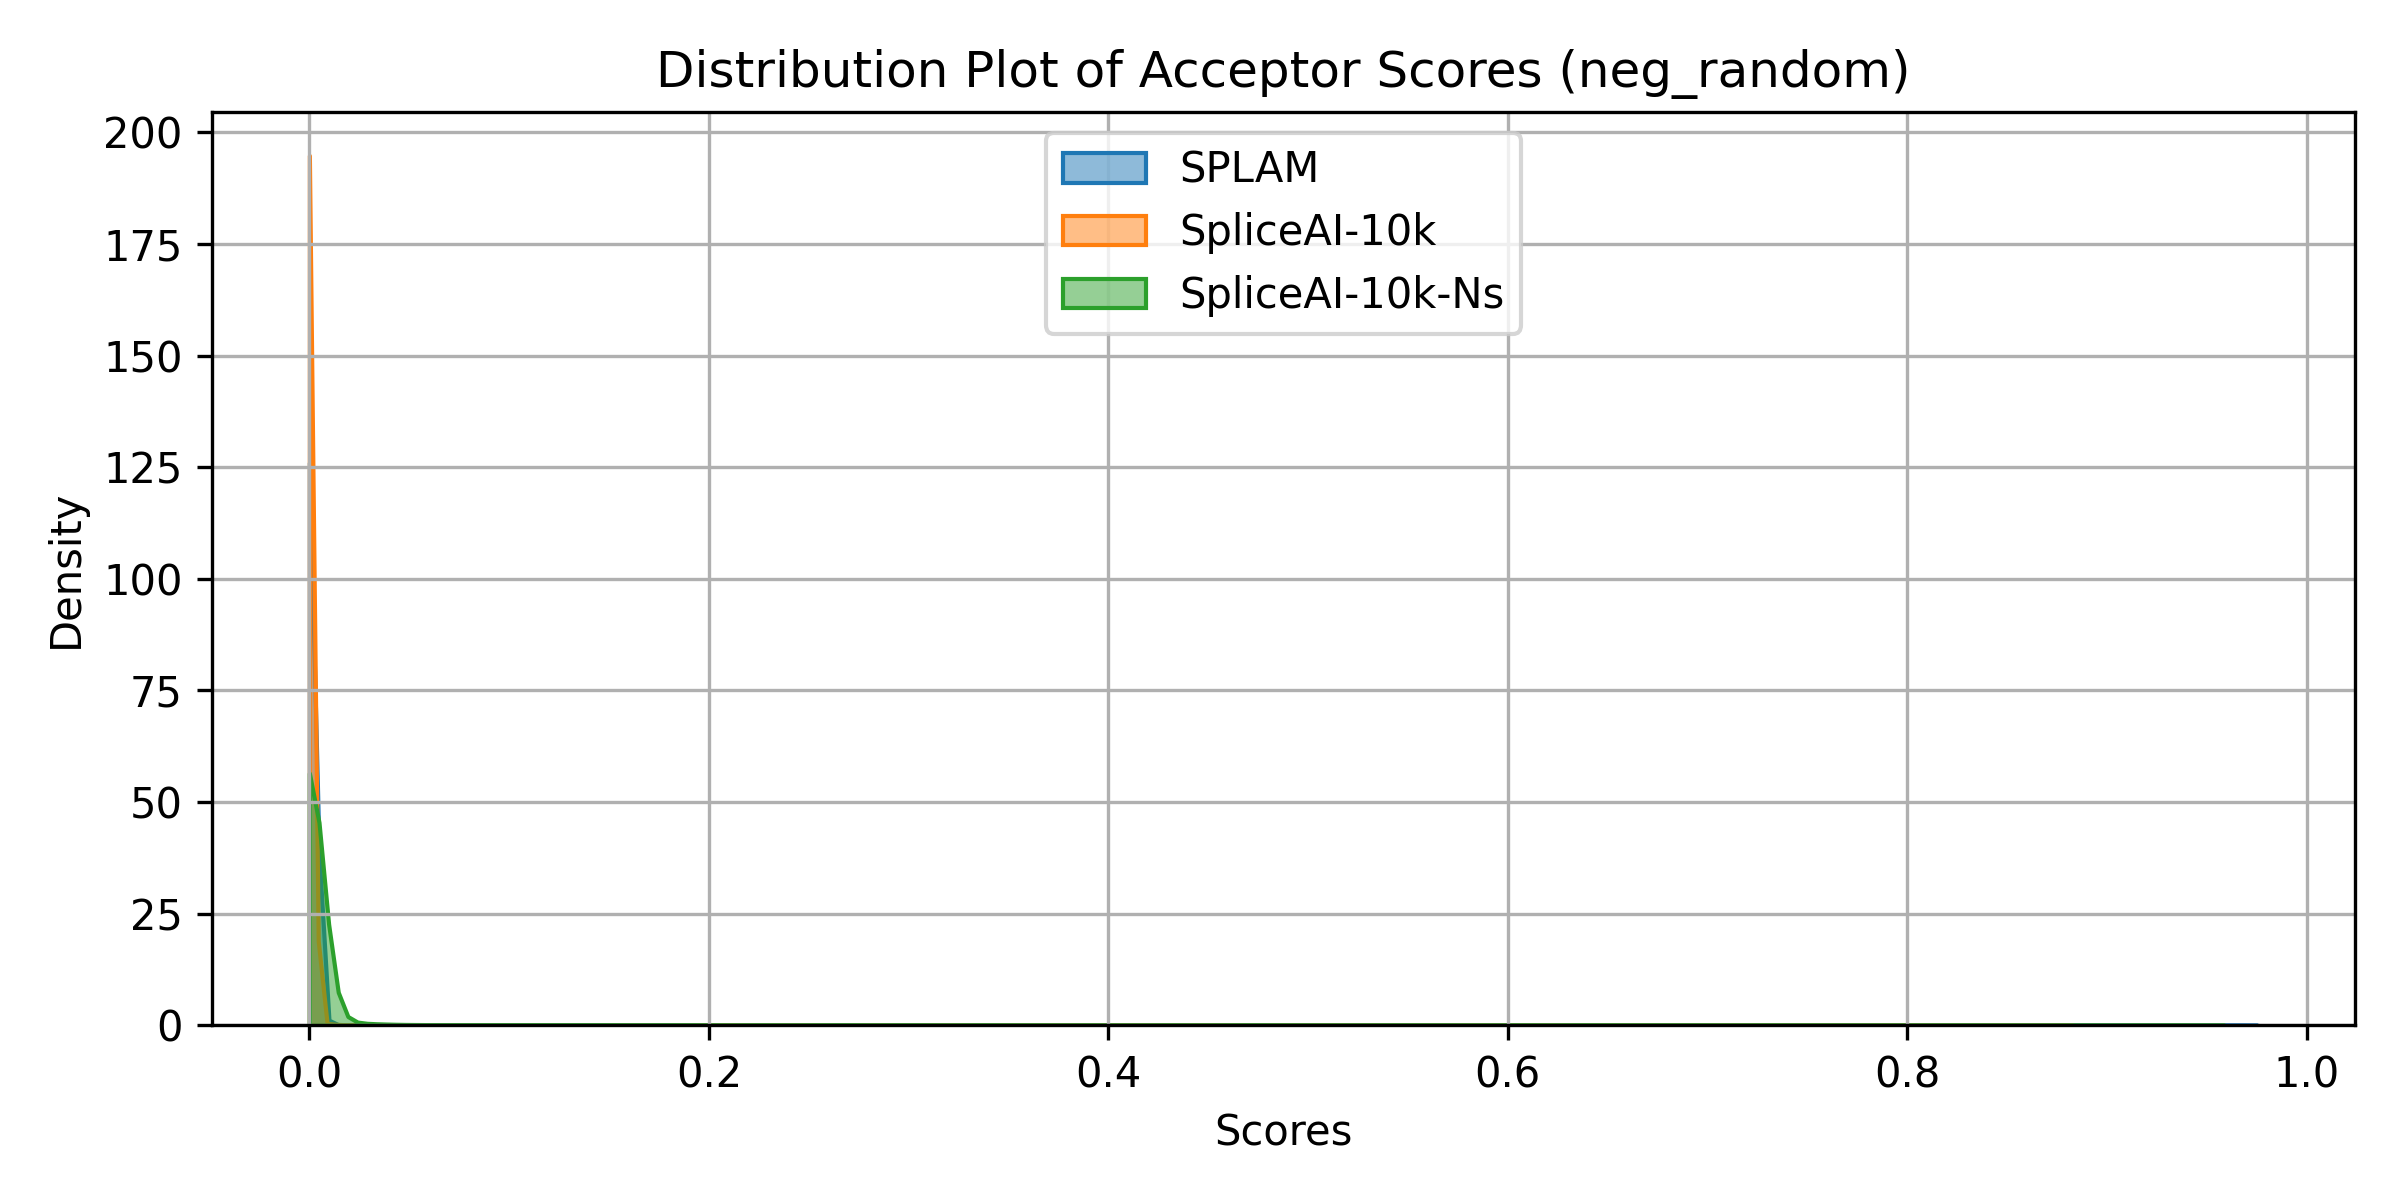 Distribution Plot of Acceptor Scores (neg_random)
200
175
150
125
100
75
50
25
0
Density
SPLAM
SpliceAI-10k
SpliceAI-10k-Ns
0.0 0.2 0.4 0.6 0.8 1.0
Scores